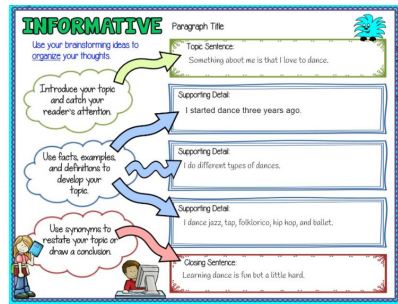 INFORMATIVE
Paragraph Title
Use your brainstorming ideas to
organize your thoughts.
Topic Sentence:
Something about me is that I love to dance.
Introduce your topic
and catch your
reader's attention.
Supporting Detail:
I started dance three years ago.
Use facts, examples,
and definitions to
develop your
topic.
Supporting Detail:
I do different types of dances.
Supporting Detail:
I dance jazz, tap, folklorico, hip hop, and ballet.
Use synonyms to
restate your topic or
draw a conclusion.
Closing Sentence:
Learning dance is fun but a little hard.